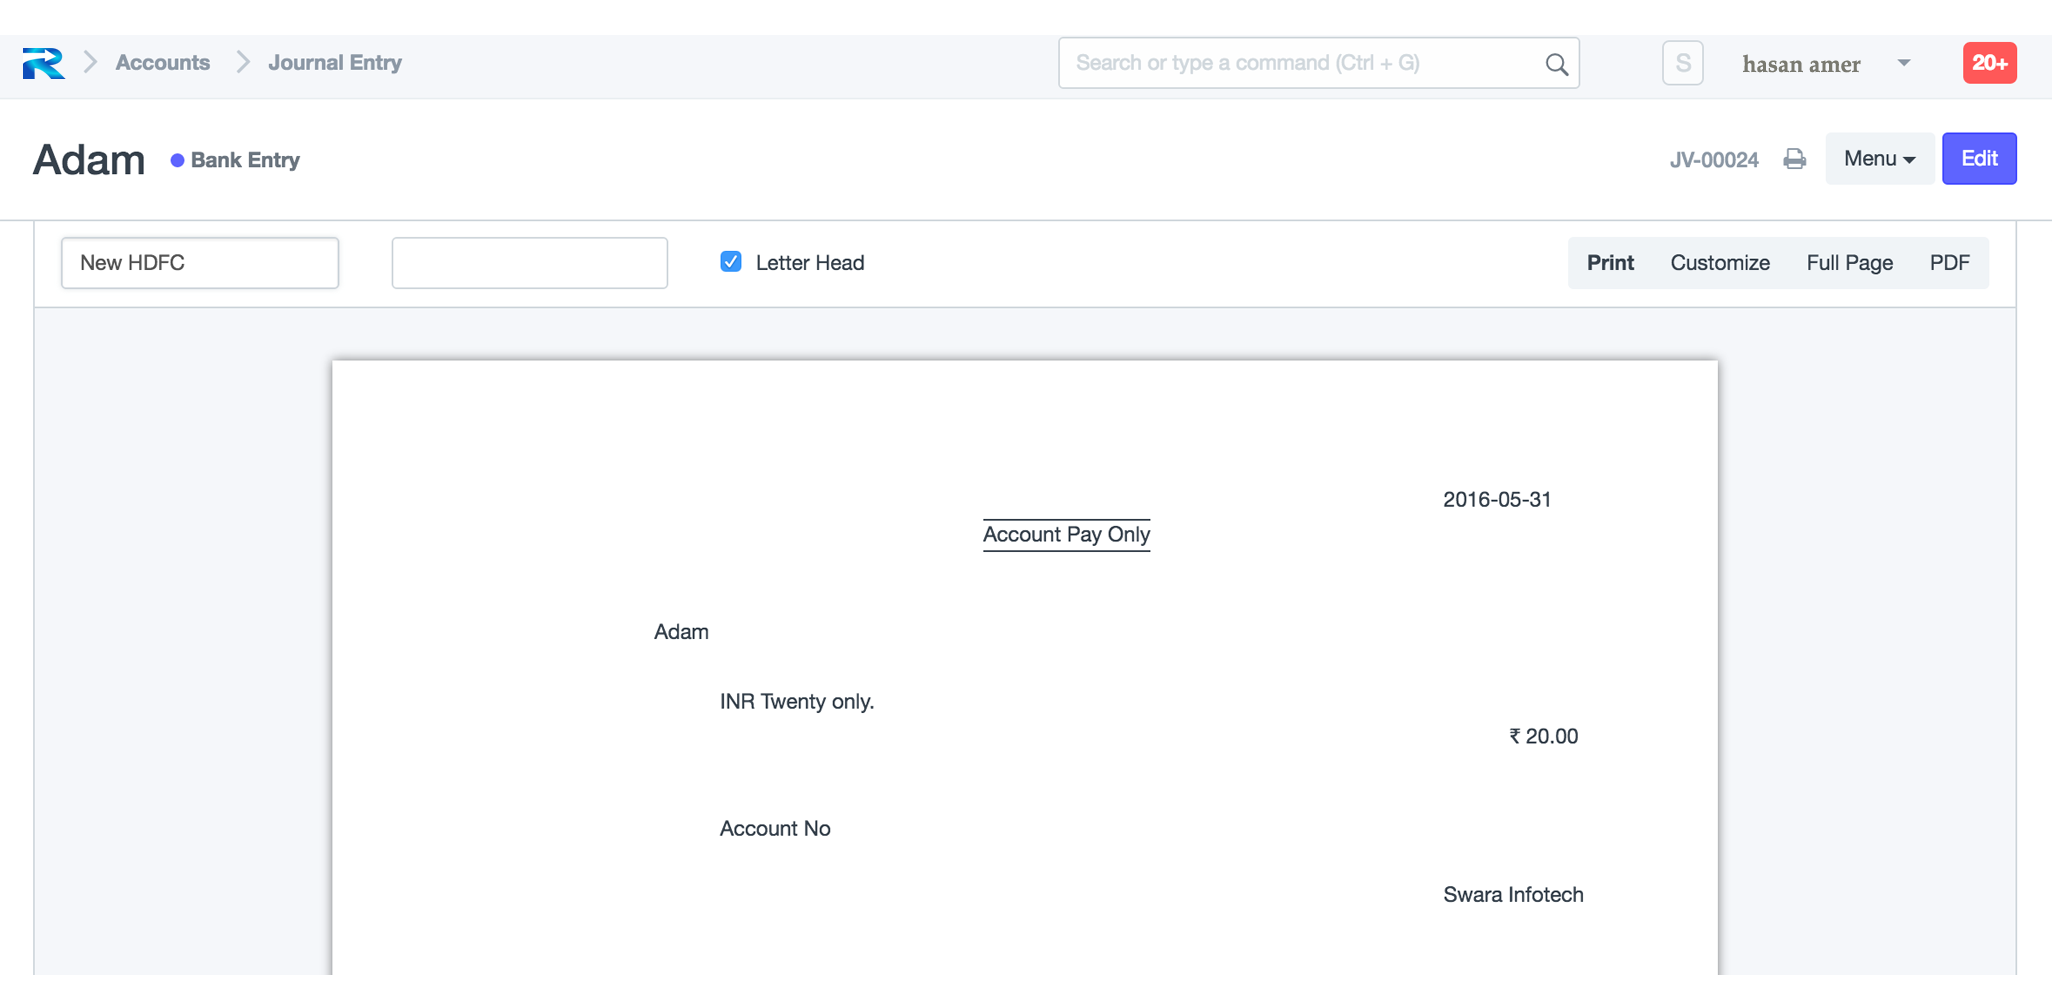 Accounts Journal Entry Search or type a command (Ctrl + G) S hasan amer 20+
Adam Bank Entry JV-00024 Menu Edit
New HDFC Letter Head Print Customize Full Page PDF
2016-05-31
Account Pay Only
Adam
INR Twenty only.
₹ 20.00
Account No
Swara Infotech